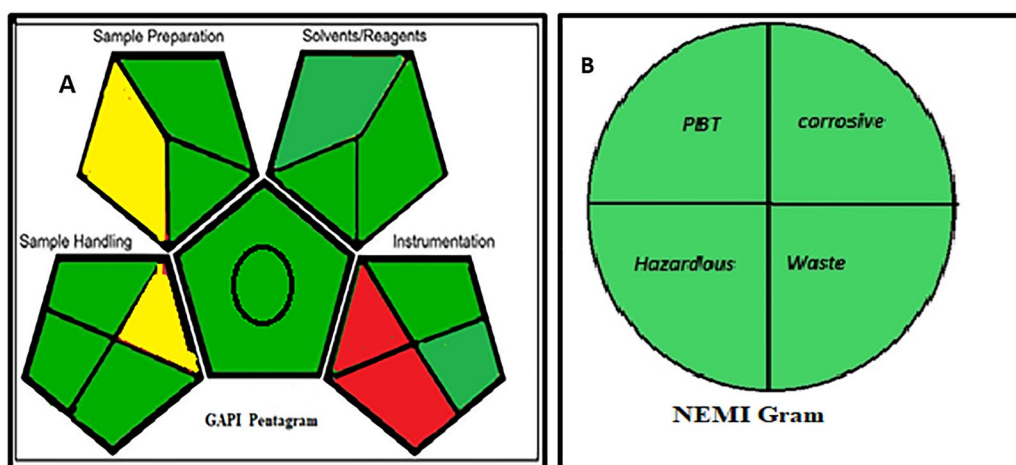 A
Sample Preparation
Solvents/Reagents
Sample Handling
Instrumentation
GAPI Pentagram
B
PBT
corrosive
Hazardous
Waste
NEMI Gram